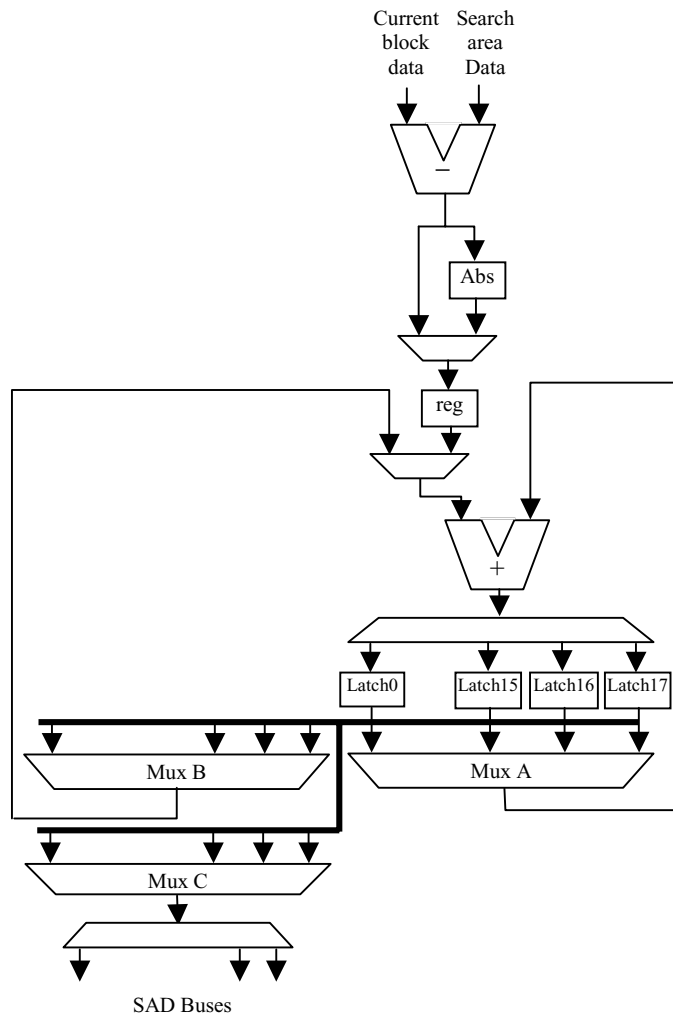 Current
block
data
Search
area
Data
−
Abs
reg
+
Latch0
Latch15
Latch16
Latch17
Mux B
Mux A
Mux C
SAD Buses